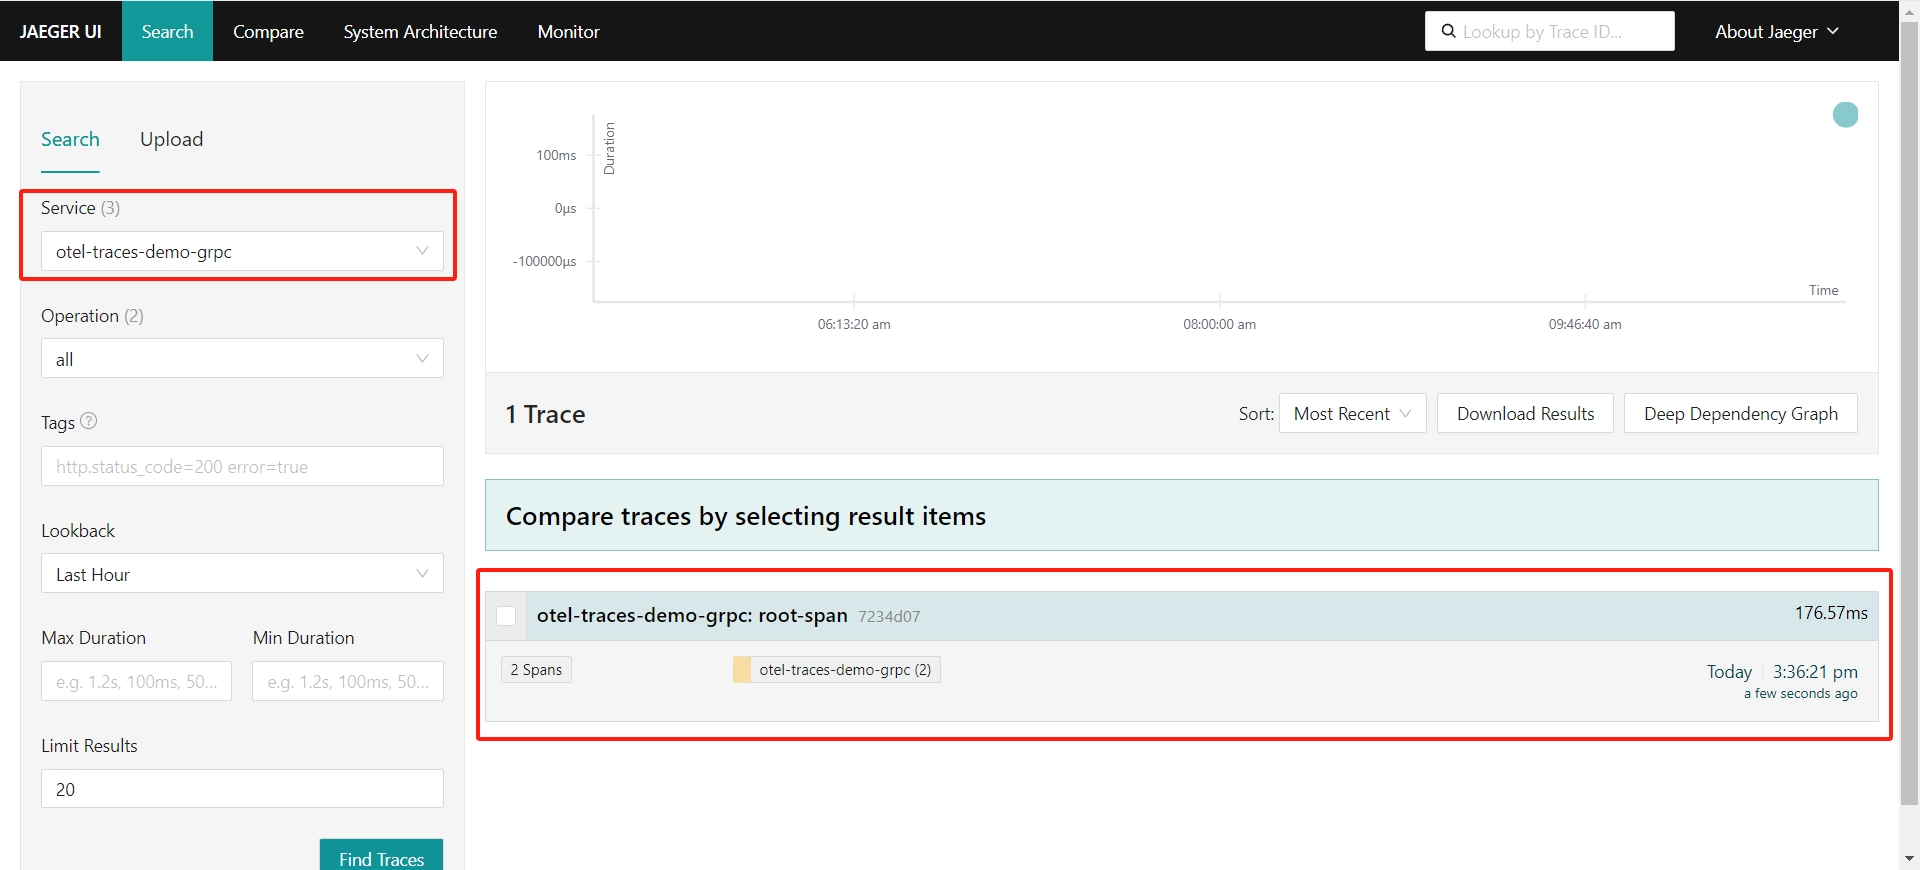 JAEGER UI Search Compare System Architecture Monitor Lookup by Trace ID... About Jaeger
Search Upload
Service (3)
otel-traces-demo-grpc
Operation (2)
all
Tags
http.status_code=200 error=true
Lookback
Last Hour
Max Duration Min Duration
e.g. 1.2s, 100ms, 50... e.g. 1.2s, 100ms, 50...
Limit Results
20
Find Traces
Duration
100ms
0μs
-100000μs
Time
06:13:20 am 08:00:00 am 09:46:40 am
1 Trace Sort: Most Recent Download Results Deep Dependency Graph
Compare traces by selecting result items
otel-traces-demo-grpc: root-span 7234d07 176.57ms
2 Spans otel-traces-demo-grpc (2) Today 3:36:21 pm
a few seconds ago